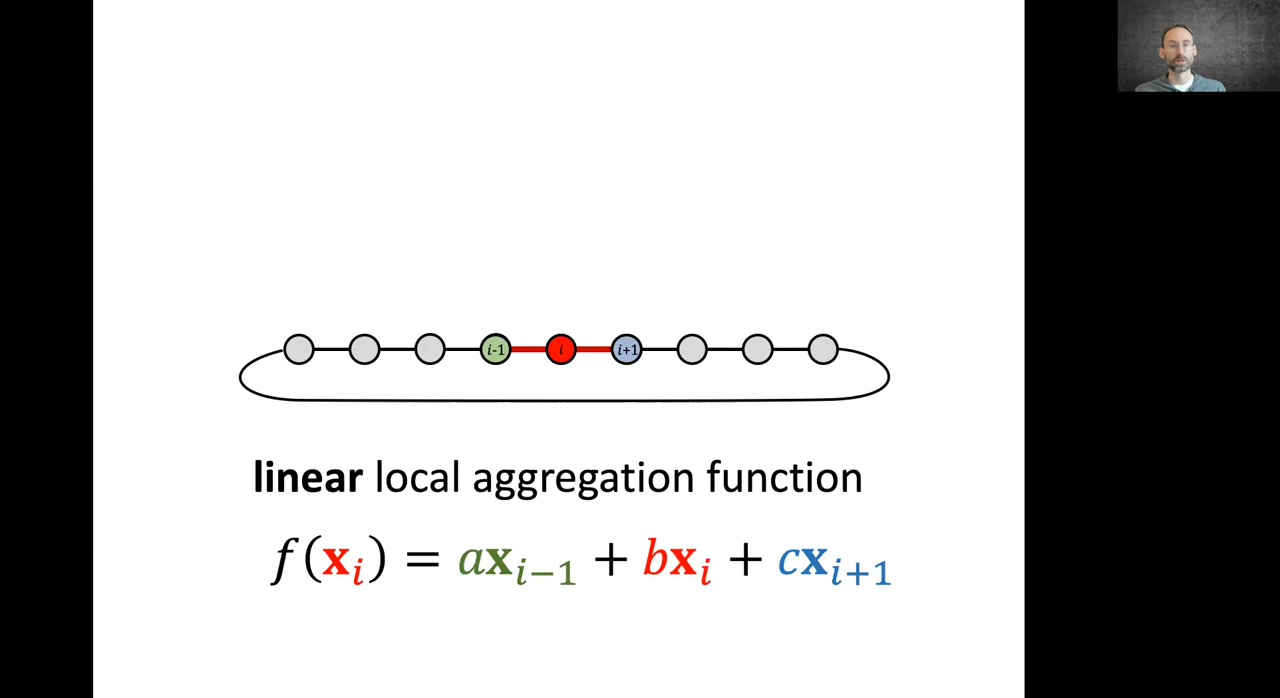 i-1 i i+1
linear local aggregation function
f(xᵢ) = axᵢ₋₁ + bxᵢ + cxᵢ₊₁